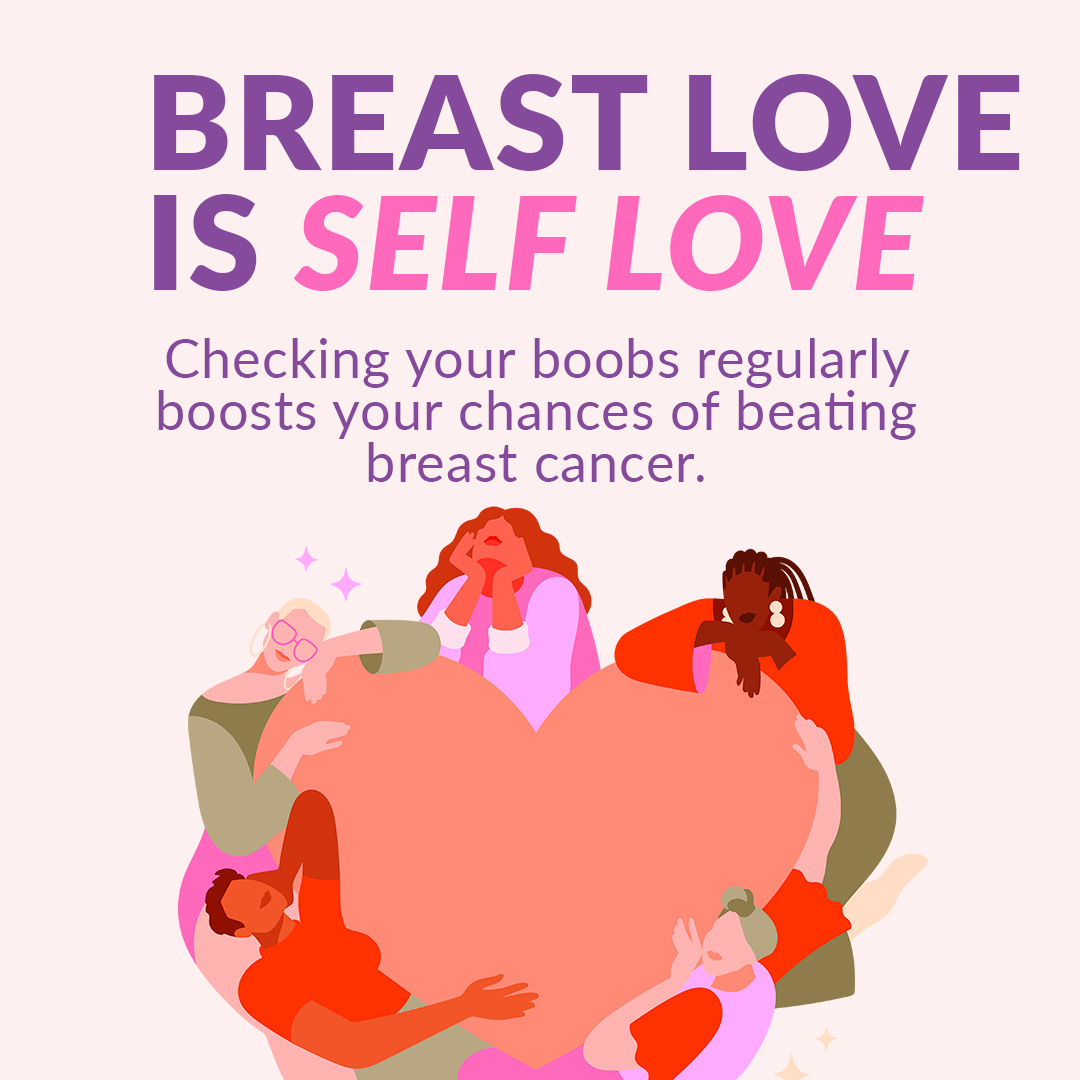 BREAST LOVE
IS SELF LOVE
Checking your boobs regularly
boosts your chances of beating
breast cancer.